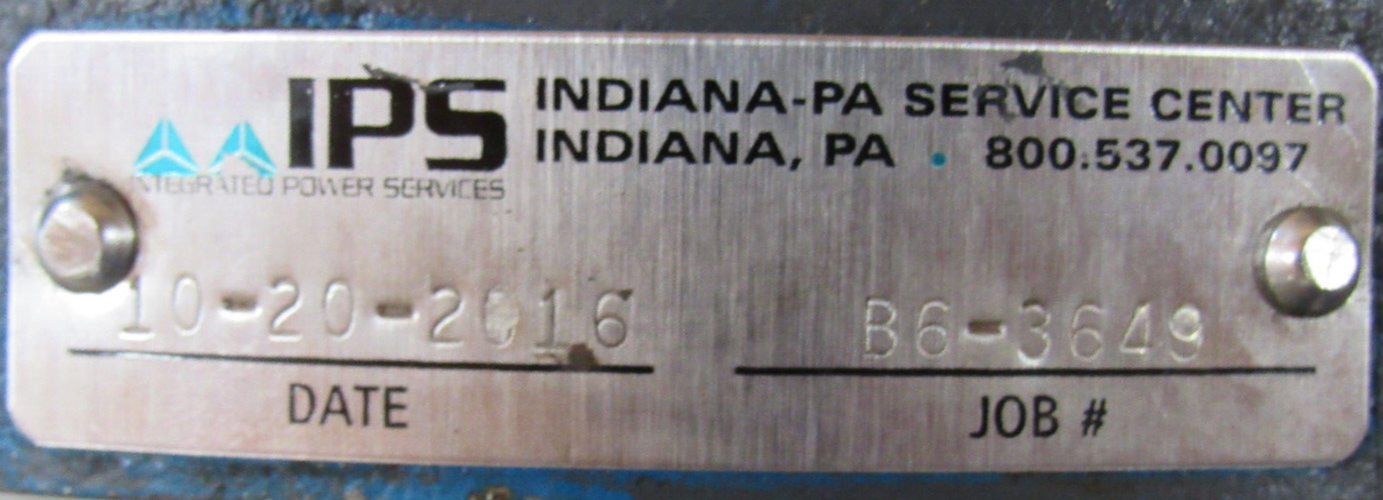 IPS
INTEGRATED POWER SERVICES
INDIANA-PA SERVICE CENTER
INDIANA, PA • 800.537.0097
10-20-2016
DATE
B6-3649
JOB #